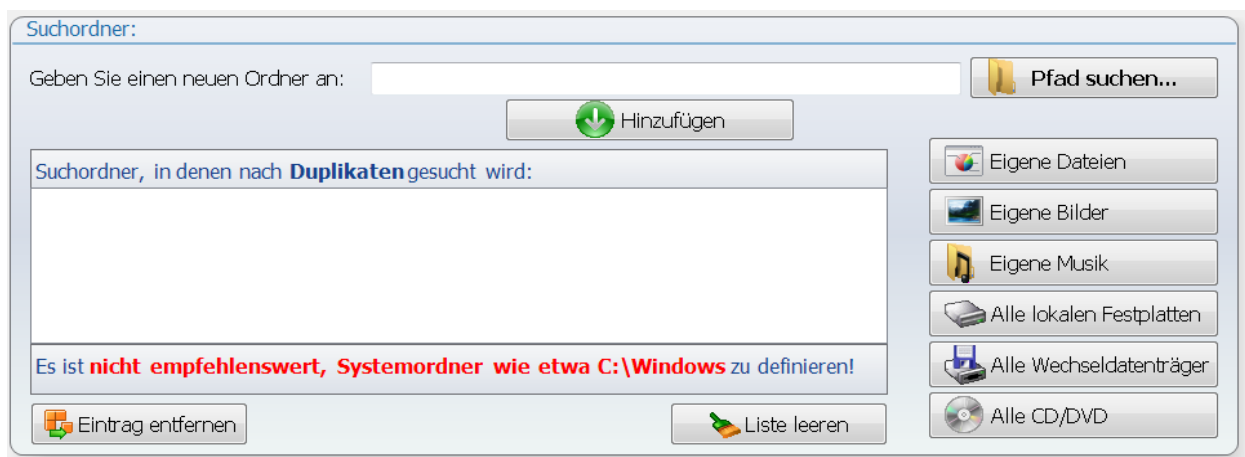 Suchordner:
Geben Sie einen neuen Ordner an:
Pfad suchen...
Hinzufügen
Suchordner, in denen nach Duplikaten gesucht wird:
Es ist nicht empfehlenswert, Systemordner wie etwa C:\Windows zu definieren!
Eintrag entfernen
Liste leeren
Eigene Dateien
Eigene Bilder
Eigene Musik
Alle lokalen Festplatten
Alle Wechseldatenträger
Alle CD/DVD